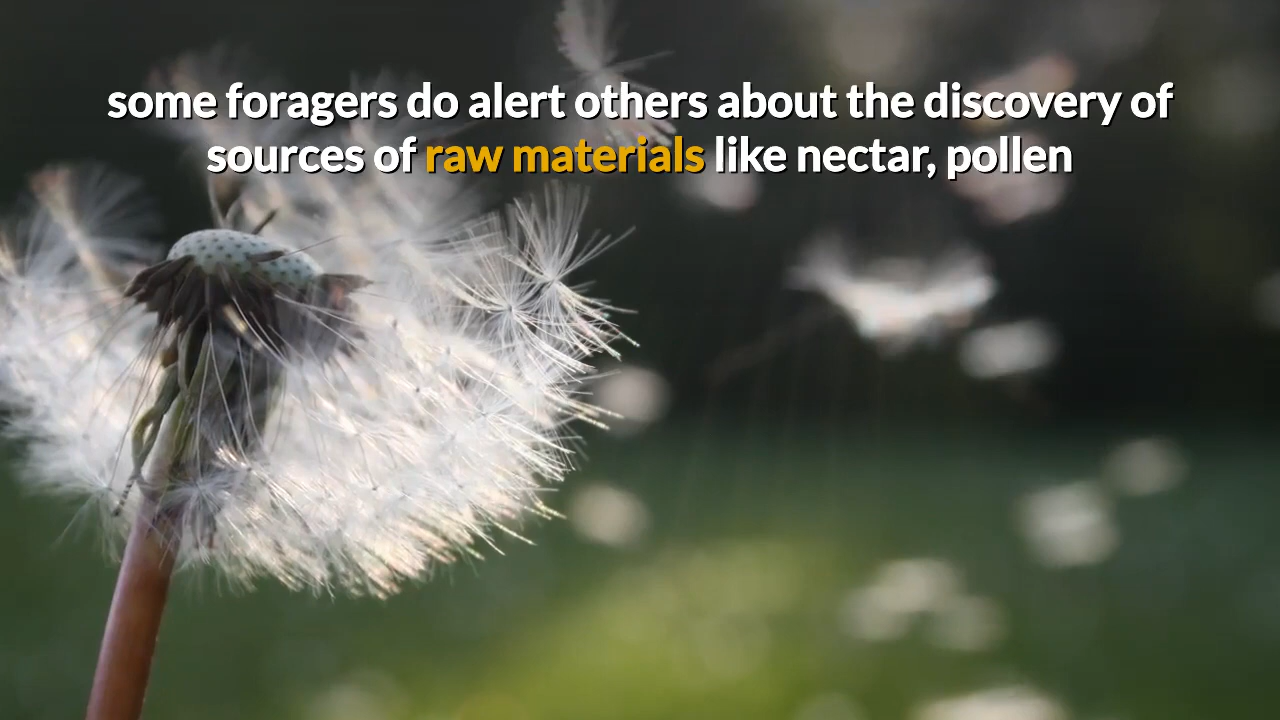 some foragers do alert others about the discovery of
sources of raw materials like nectar, pollen